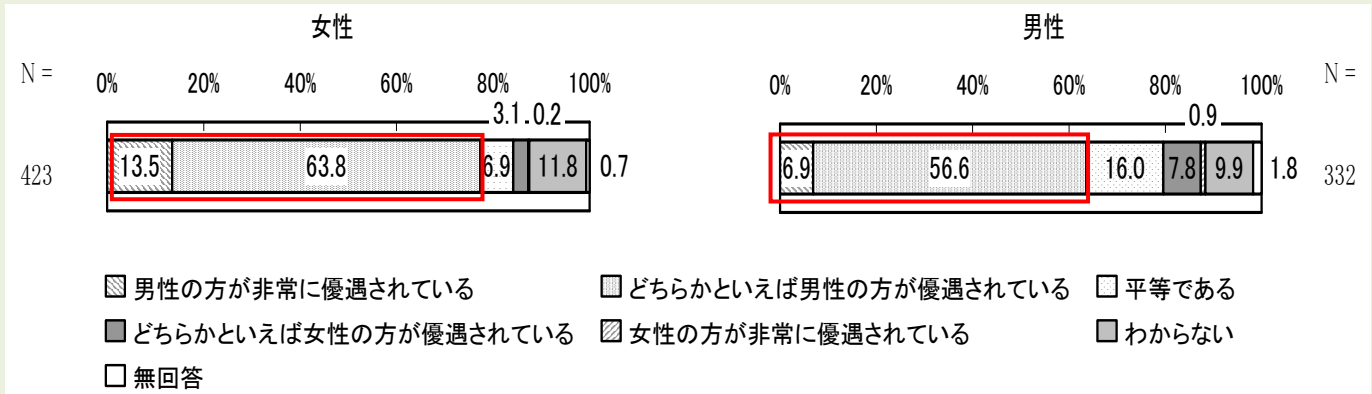 女性 男性
N = 0% 20% 40% 60% 80% 100% 0% 20% 40% 60% 80% 100% N =
3.1 0.2 0.9
423 13.5 63.8 6.9 11.8 0.7 6.9 56.6 16.0 7.8 9.9 1.8 332
男性の方が非常に優遇されている どちらかといえば男性の方が優遇されている 平等である
どちらかといえば女性の方が優遇されている 女性の方が非常に優遇されている わからない
無回答